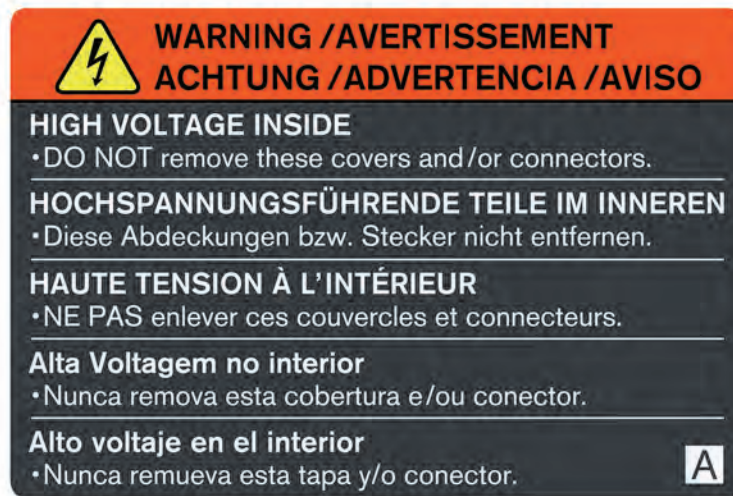 WARNING /AVERTISSEMENT
ACHTUNG /ADVERTENCIA /AVISO
HIGH VOLTAGE INSIDE
•DO NOT remove these covers and/or connectors.
HOCHSPANNUNGSFÜHRENDE TEILE IM INNEREN
•Diese Abdeckungen bzw. Stecker nicht entfernen.
HAUTE TENSION À L'INTÉRIEUR
•NE PAS enlever ces couvercles et connecteurs.
Alta Voltagem no interior
•Nunca remova esta cobertura e/ou conector.
Alto voltaje en el interior
•Nunca remueva esta tapa y/o conector.
A